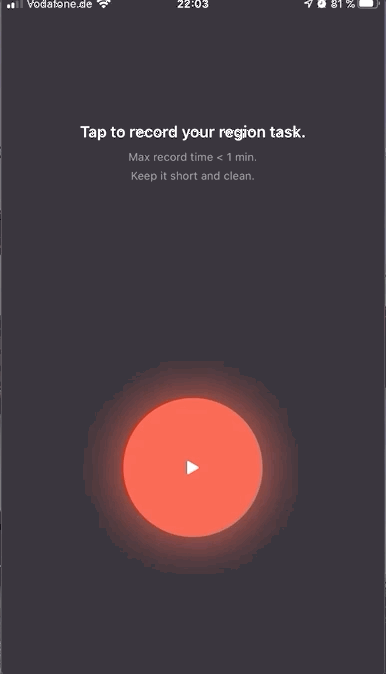 Vodafone.de 22:03 81 %
Tap to record your region task.
Max record time < 1 min.
Keep it short and clean.